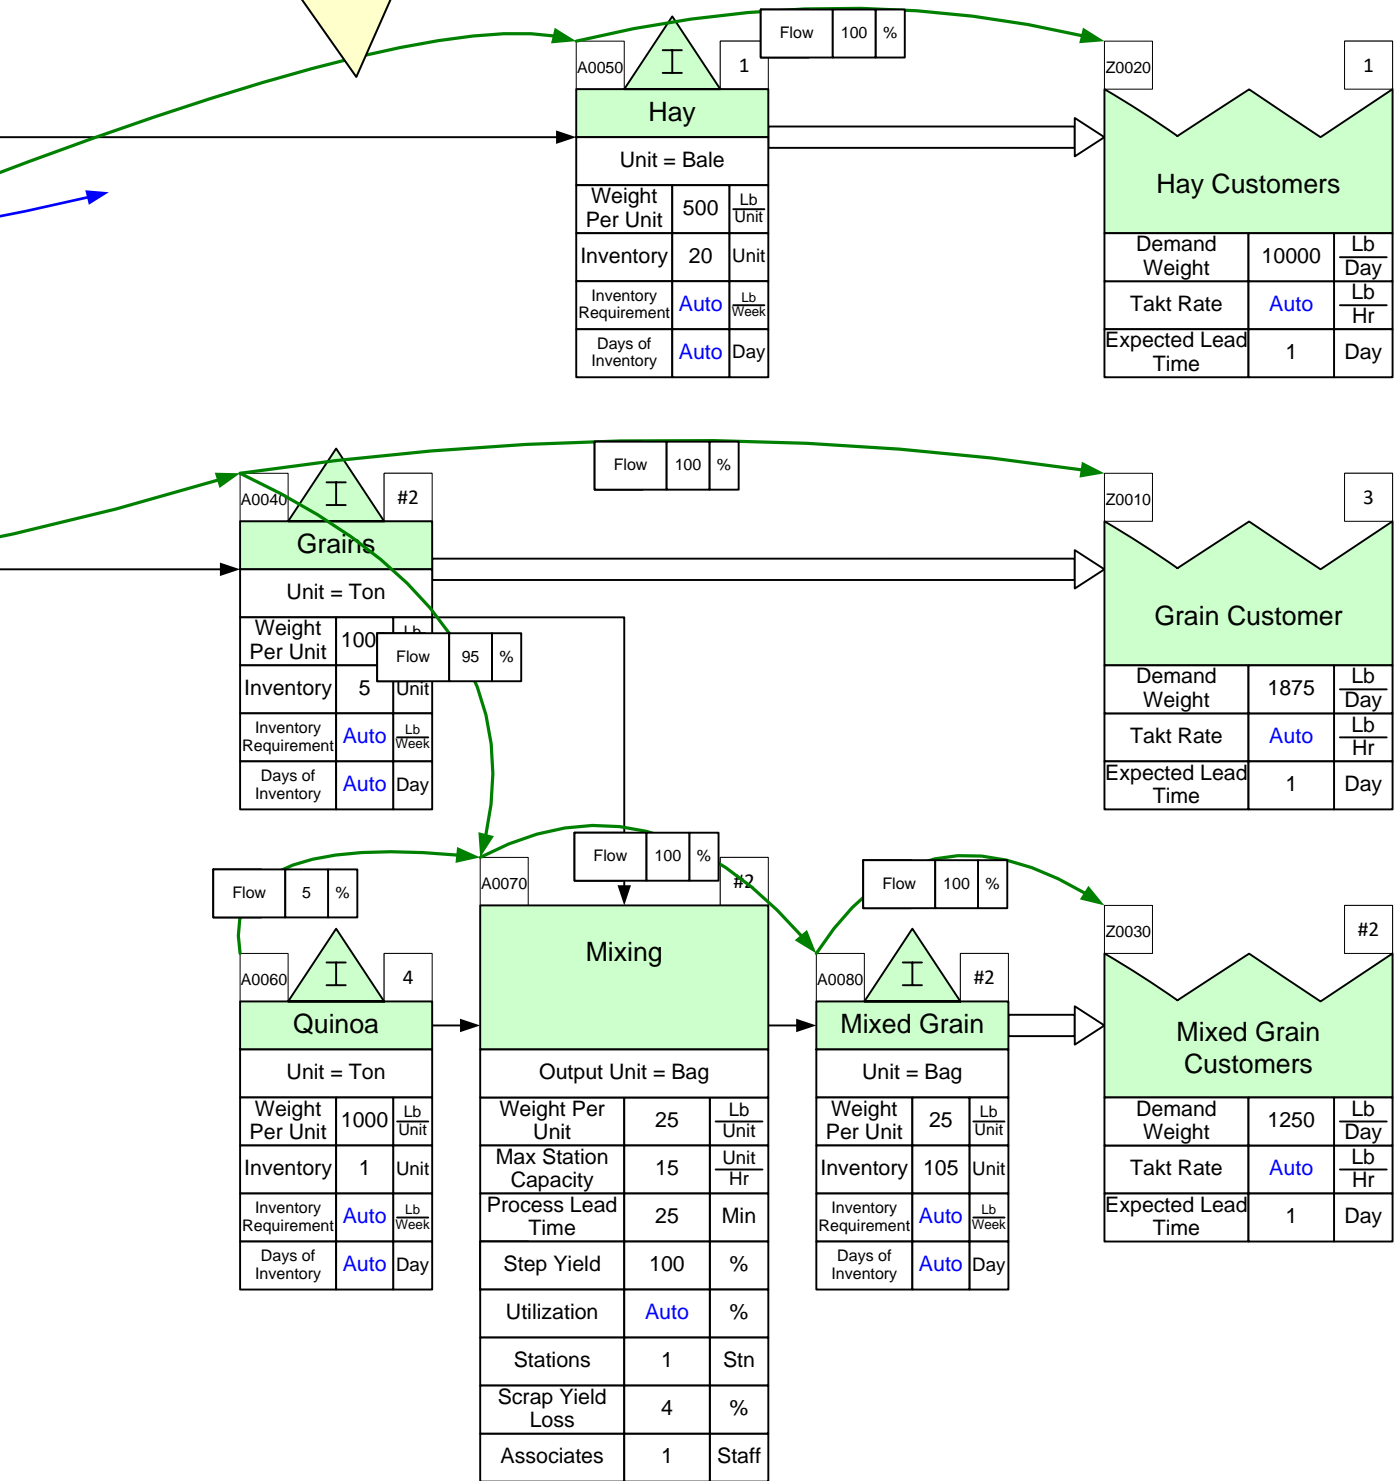 Flow 100 %
A0050 I 1
Hay
Unit = Bale
Weight
Per Unit 500 Lb
Unit
Inventory 20 Unit
Inventory
Requirement Auto Lb
Week
Days of
Inventory Auto Day
Z0020 1
Hay Customers
Demand
Weight 10000 Lb
Day
Takt Rate Auto Lb
Hr
Expected Lead
Time 1 Day
Flow 100 %
A0040 I #2
Grains
Unit = Ton
Weight
Per Unit 100
Flow 95 %
Inventory 5 Unit
Inventory
Requirement Auto Lb
Week
Days of
Inventory Auto Day
Z0010 3
Grain Customer
Demand
Weight 1875 Lb
Day
Takt Rate Auto Lb
Hr
Expected Lead
Time 1 Day
Flow 5 %
A0060 I 4
Quinoa
Unit = Ton
Weight
Per Unit 1000 Lb
Unit
Inventory 1 Unit
Inventory
Requirement Auto Lb
Week
Days of
Inventory Auto Day
Flow 100 %
A0070 #2
Mixing
Output Unit = Bag
Weight Per
Unit 25 Lb
Unit
Max Station
Capacity 15 Unit
Hr
Process Lead
Time 25 Min
Step Yield 100 %
Utilization Auto %
Stations 1 Stn
Scrap Yield
Loss 4 %
Associates 1 Staff
Flow 100 %
A0080 I #2
Mixed Grain
Unit = Bag
Weight
Per Unit 25 Lb
Unit
Inventory 105 Unit
Inventory
Requirement Auto Lb
Week
Days of
Inventory Auto Day
Z0030 #2
Mixed Grain
Customers
Demand
Weight 1250 Lb
Day
Takt Rate Auto Lb
Hr
Expected Lead
Time 1 Day